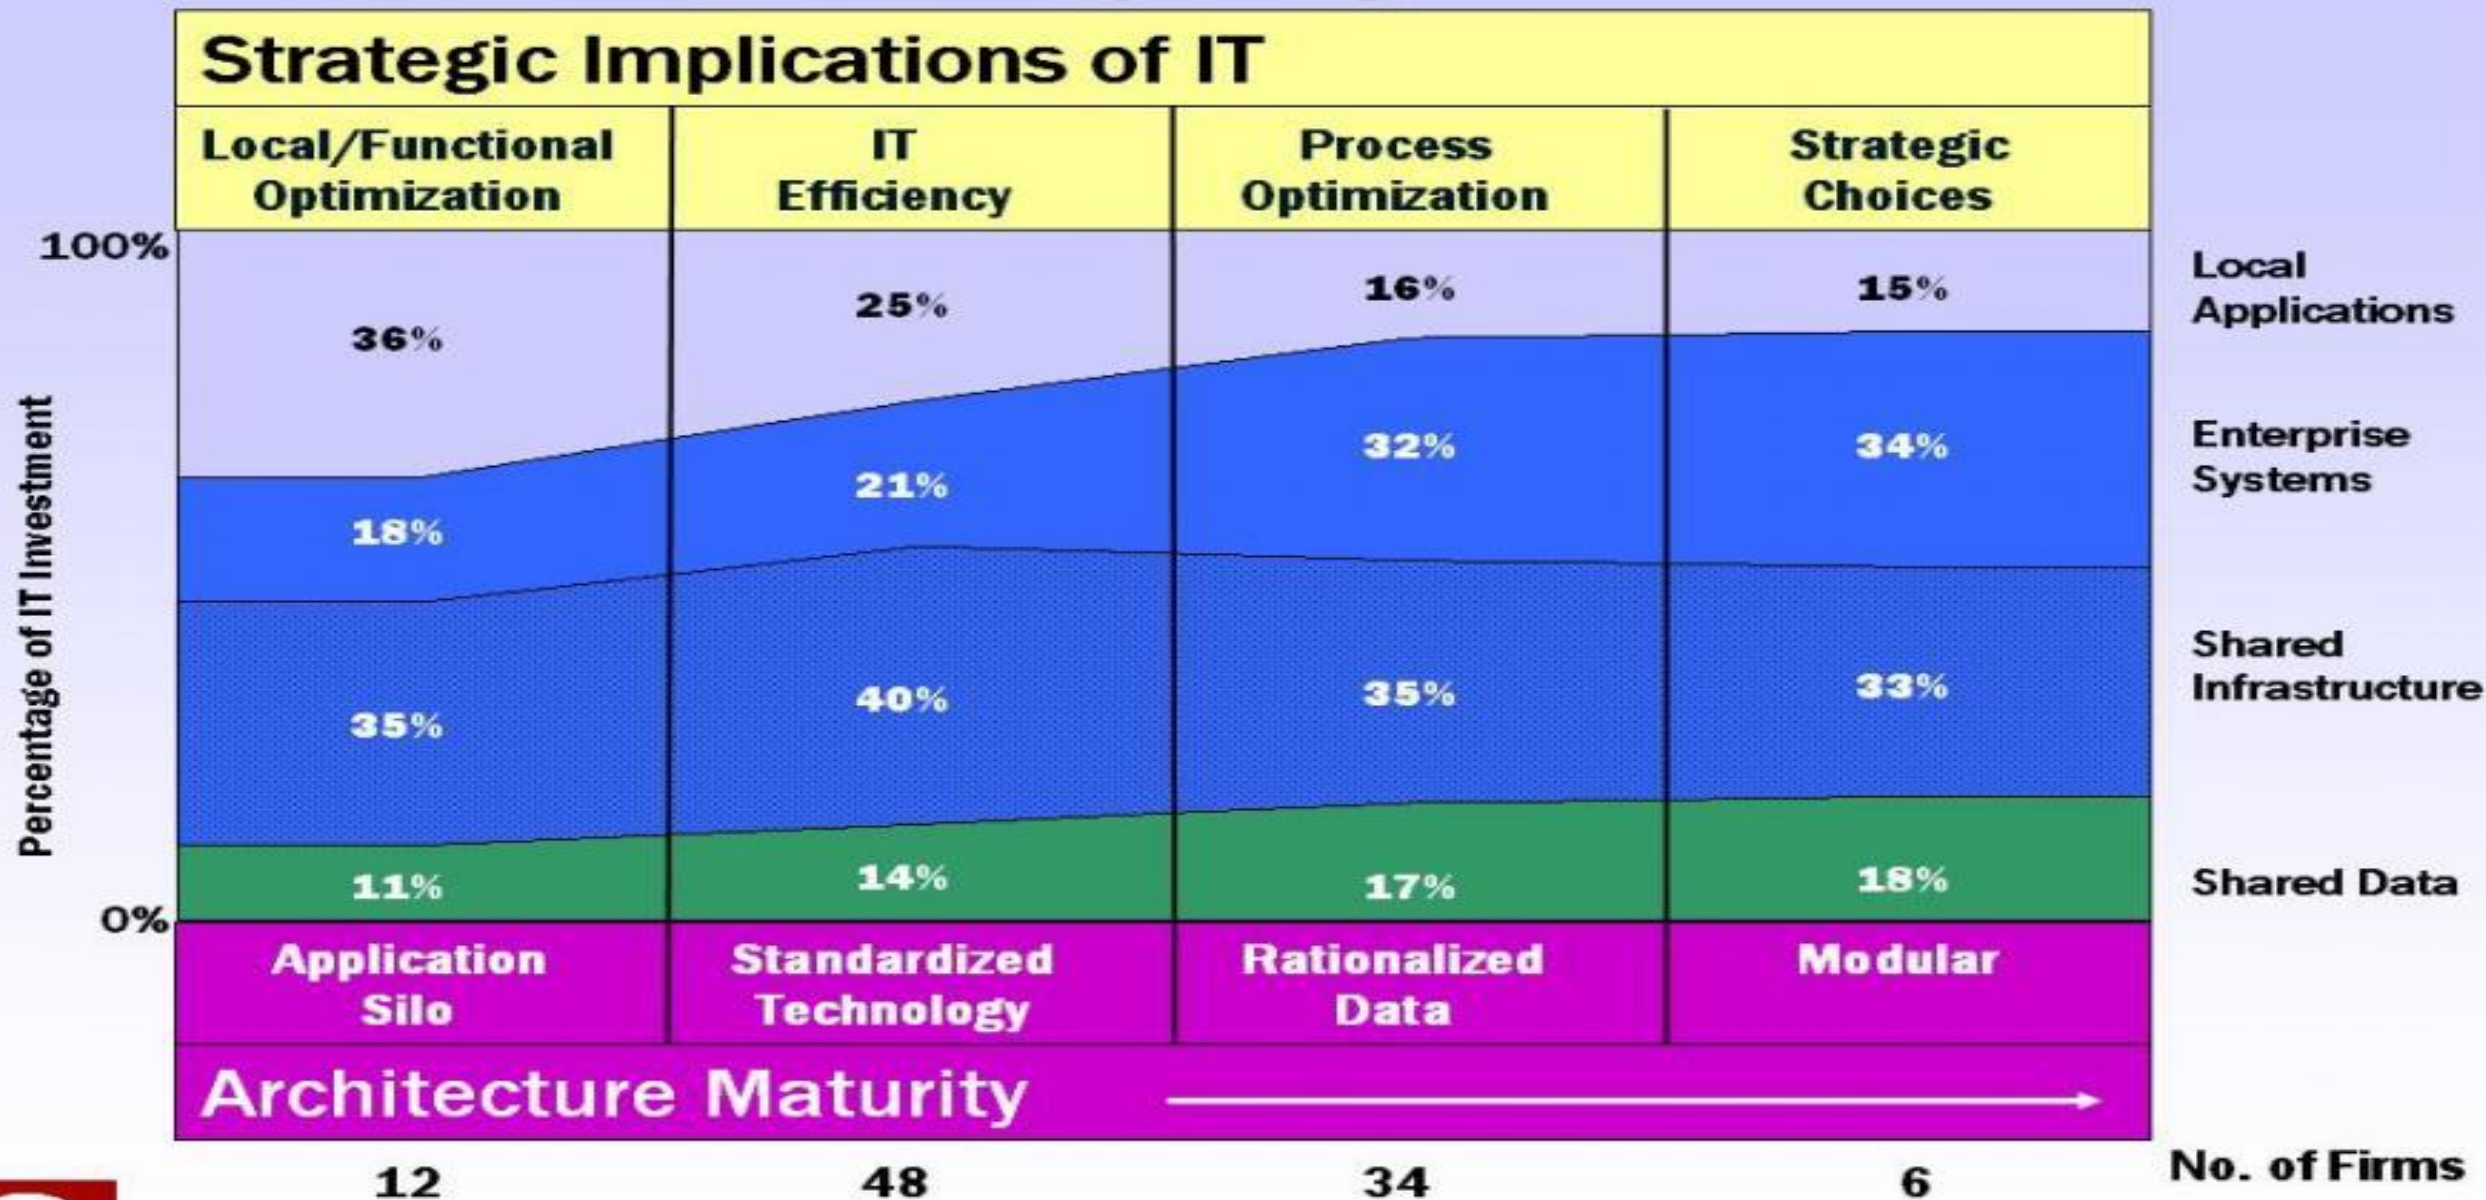 Strategic Implications of IT
Local/Functional
Optimization
IT
Efficiency
Process
Optimization
Strategic
Choices
100%
36%
25%
16%
15%
Local
Applications
18%
21%
32%
34%
Enterprise
Systems
Percentage of IT Investment
35%
40%
35%
33%
Shared
Infrastructure
11%
14%
17%
18%
Shared Data
0%
Application
Silo
Standardized
Technology
Rationalized
Data
Modular
Architecture Maturity
12
48
34
6
No. of Firms